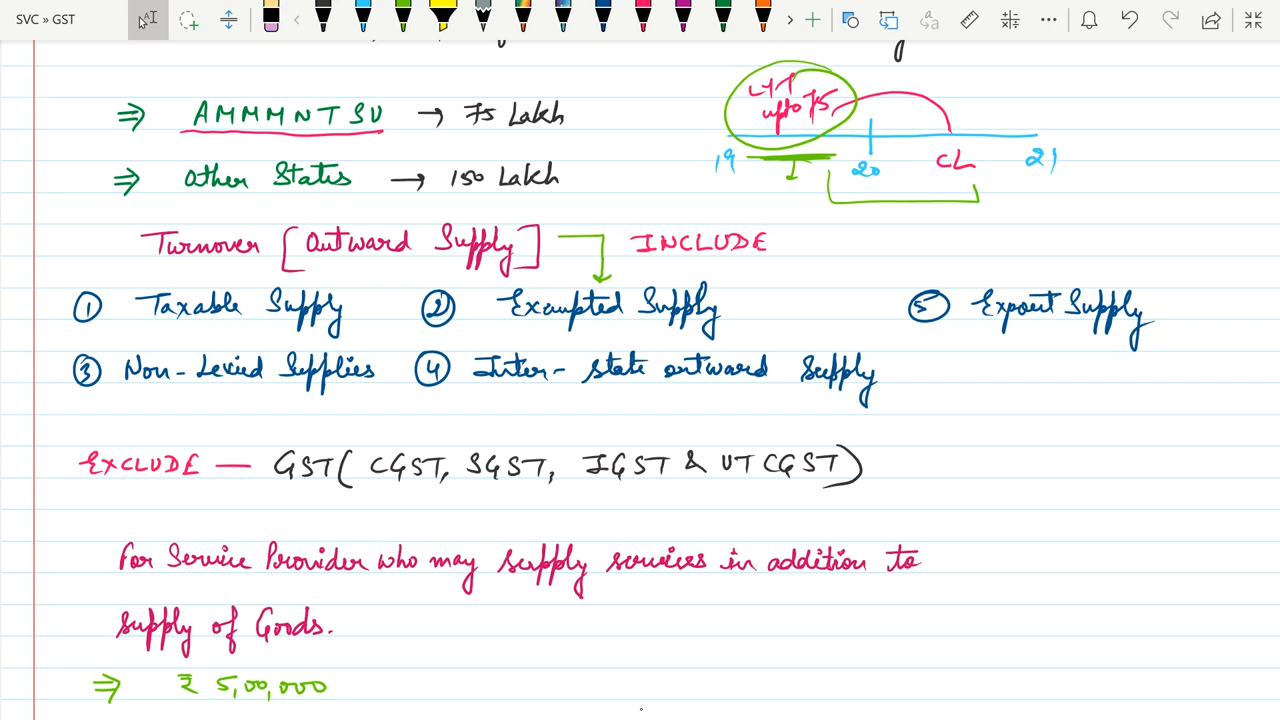 SVC » GST
⇒ AMMMNTSU → 75 Lakh
upto 75
19 I 20 CL 21
⇒ Other States → 150 Lakh
Turnover [Outward Supply] INCLUDE
① Taxable Supply ② Exempted Supply ⑤ Export Supply
③ Non-Levied Supplies ④ Inter-State outward Supply
EXCLUDE — GST( CGST, SGST, IGST & UTCGST)
For Service Provider who may supply services in addition to
supply of Goods.
⇒ ₹ 5,00,000